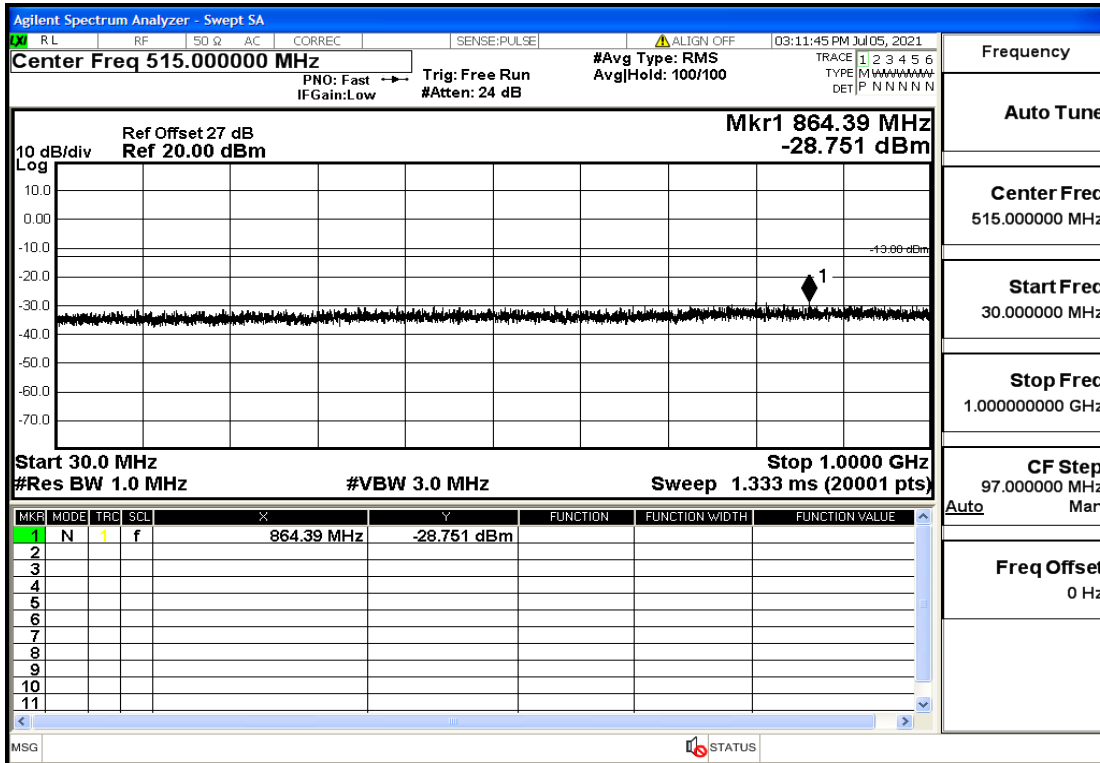 Agilent Spectrum Analyzer - Swept SA
LXI RL RF 50 Ω AC CORREC SENSE:PULSE ALIGN OFF 03:11:45 PM Jul 05, 2021
Center Freq 515.000000 MHz
PNO: Fast
IFGain:Low
Trig: Free Run
#Atten: 24 dB
#Avg Type: RMS
Avg|Hold: 100/100
TRACE 1 2 3 4 5 6
TYPE M WWWWW
DET P N N N N N
Ref Offset 27 dB
Ref 20.00 dBm
10 dB/div
Log
Mkr1 864.39 MHz
-28.751 dBm
10.0
0.00
-10.0
-13.00 dBm
-20.0
1
-30.0
-40.0
-50.0
-60.0
-70.0
Start 30.0 MHz Stop 1.0000 GHz
#Res BW 1.0 MHz #VBW 3.0 MHz Sweep 1.333 ms (20001 pts)
MKR MODE TRC SCL X Y FUNCTION FUNCTION WIDTH FUNCTION VALUE
1 N 1 f 864.39 MHz -28.751 dBm
2
3
4
5
6
7
8
9
10
11
MSG STATUS
Frequency
Auto Tune
Center Freq
515.000000 MHz
Start Freq
30.000000 MHz
Stop Freq
1.000000000 GHz
CF Step
97.000000 MHz
Auto Man
Freq Offset
0 Hz